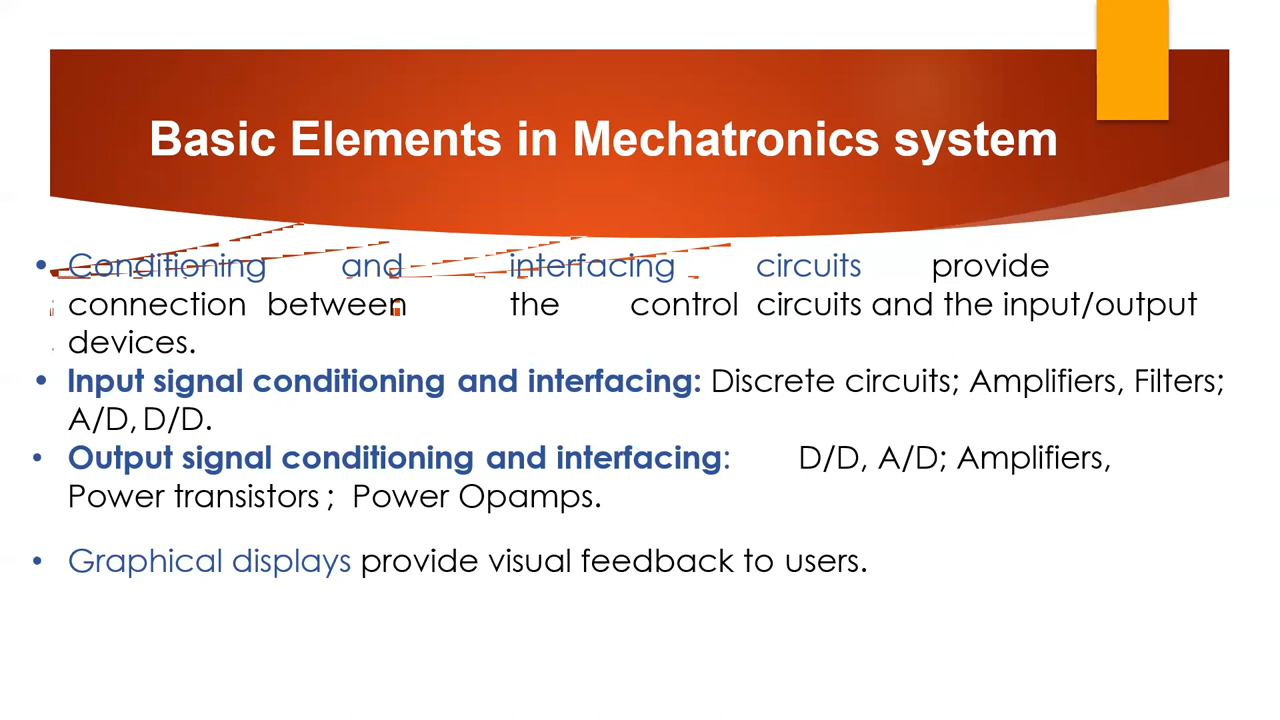 Basic Elements in Mechatronics system
• Conditioning and interfacing circuits provide
connection between the control circuits and the input/output
devices.
• Input signal conditioning and interfacing: Discrete circuits; Amplifiers, Filters;
A/D, D/D.
• Output signal conditioning and interfacing: D/D, A/D; Amplifiers,
Power transistors ; Power Opamps.
• Graphical displays provide visual feedback to users.